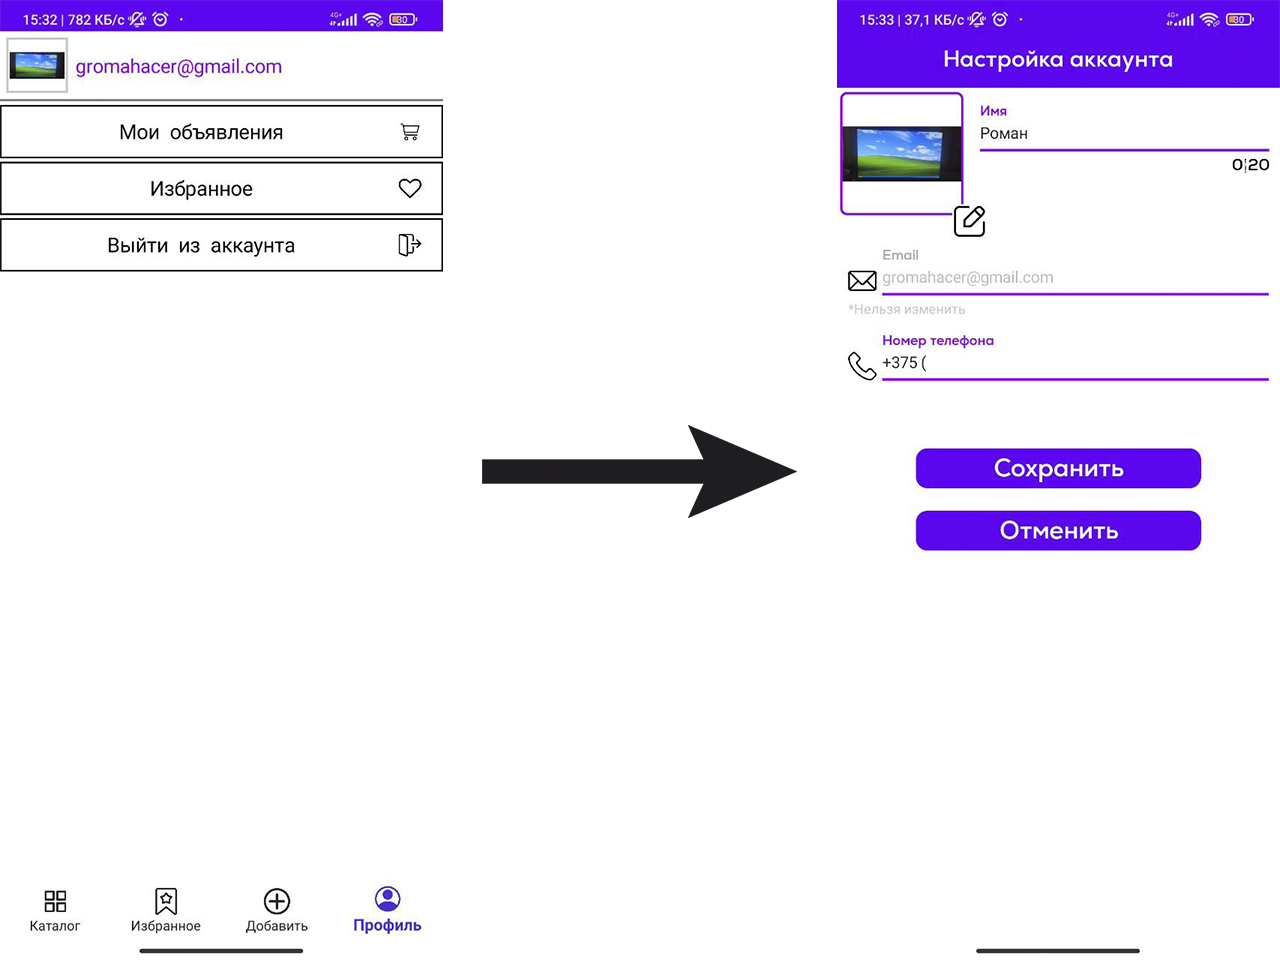 15:32 | 782 КБ/с
4G+
80
gromahacer@gmail.com
Мои объявления
Избранное
Выйти из аккаунта
Каталог
Избранное
Добавить
Профиль
15:33 | 37,1 КБ/с
4G+
80
Настройка аккаунта
Имя
Роман
0|20
Email
gromahacer@gmail.com
*Нельзя изменить
Номер телефона
+375 (
Сохранить
Отменить